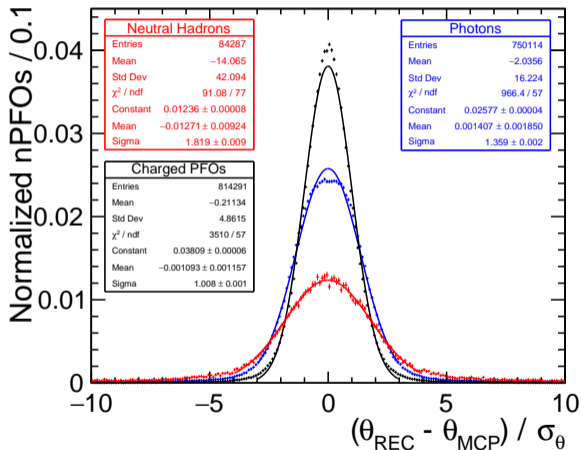 Normalized nPFOs / 0.1
0.04
0.03
0.02
0.01
0
Neutral Hadrons
Entries 84287
Mean −14.065
Std Dev 42.094
χ² / ndf 91.08 / 77
Constant 0.01236 ± 0.00008
Mean −0.01271 ± 0.00924
Sigma 1.819 ± 0.009
Charged PFOs
Entries 814291
Mean −0.21134
Std Dev 4.8615
χ² / ndf 3510 / 57
Constant 0.03809 ± 0.00006
Mean −0.001093 ± 0.001157
Sigma 1.008 ± 0.001
Photons
Entries 750114
Mean −2.0356
Std Dev 16.224
χ² / ndf 966.4 / 57
Constant 0.02577 ± 0.00004
Mean 0.001407 ± 0.001850
Sigma 1.359 ± 0.002
−10 −5 0 5 10
(θREC - θMCP) / σθ